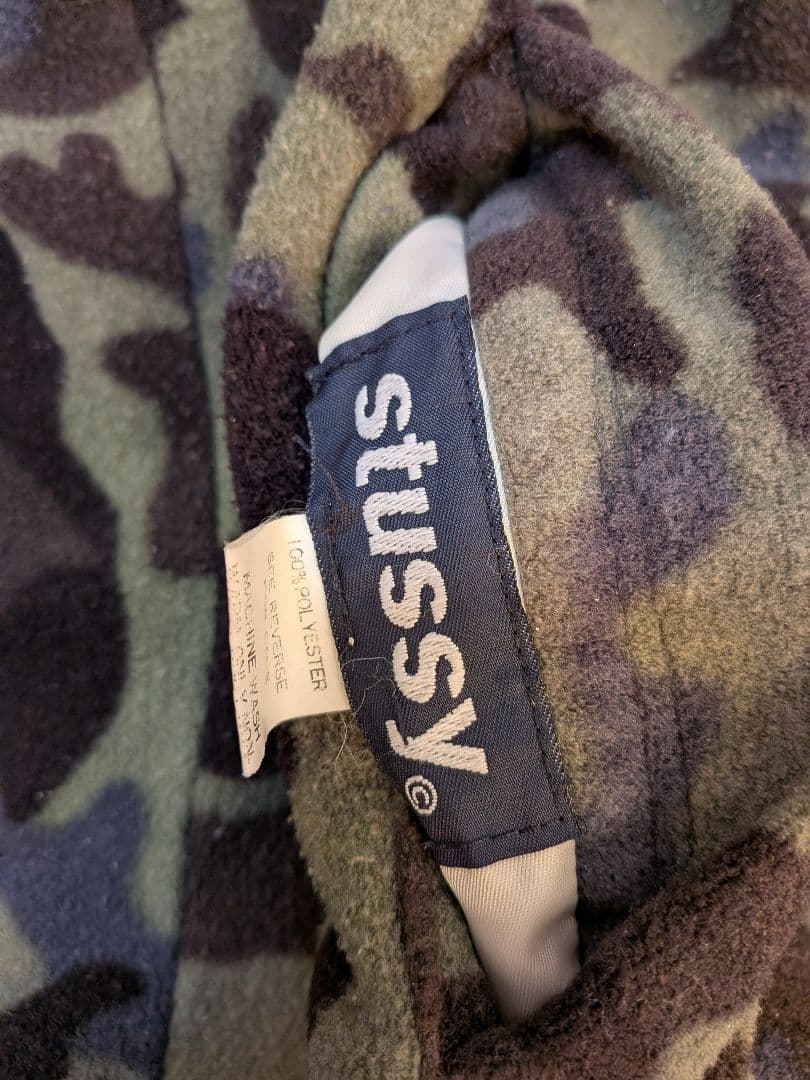 stussy©
100% POLYESTER
SEE REVERSE
MACHINE WASH